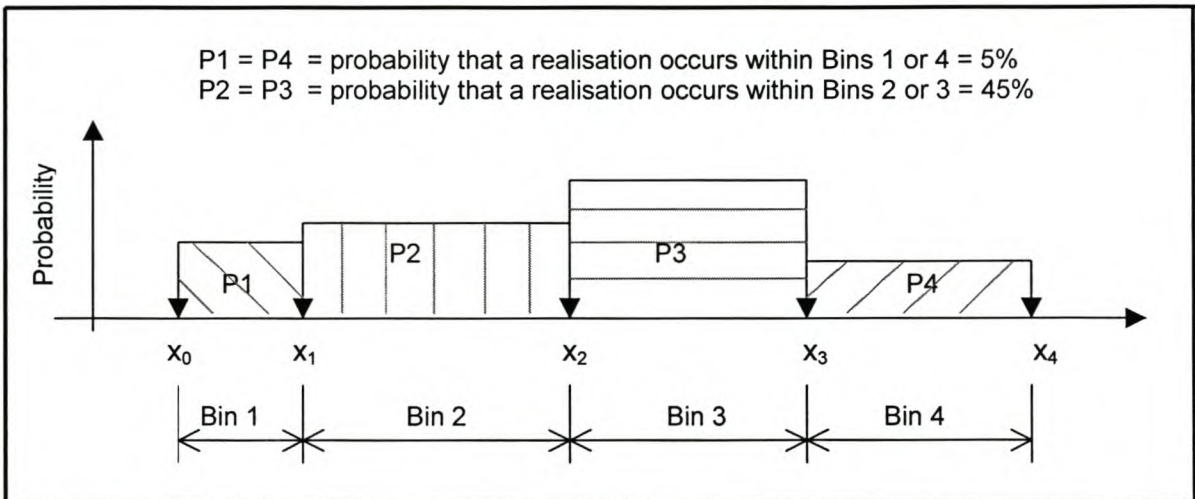 P1 = P4 = probability that a realisation occurs within Bins 1 or 4 = 5%
P2 = P3 = probability that a realisation occurs within Bins 2 or 3 = 45%
Probability
P1
P2
P3
P4
x₀ x₁ x₂ x₃ x₄
Bin 1 Bin 2 Bin 3 Bin 4